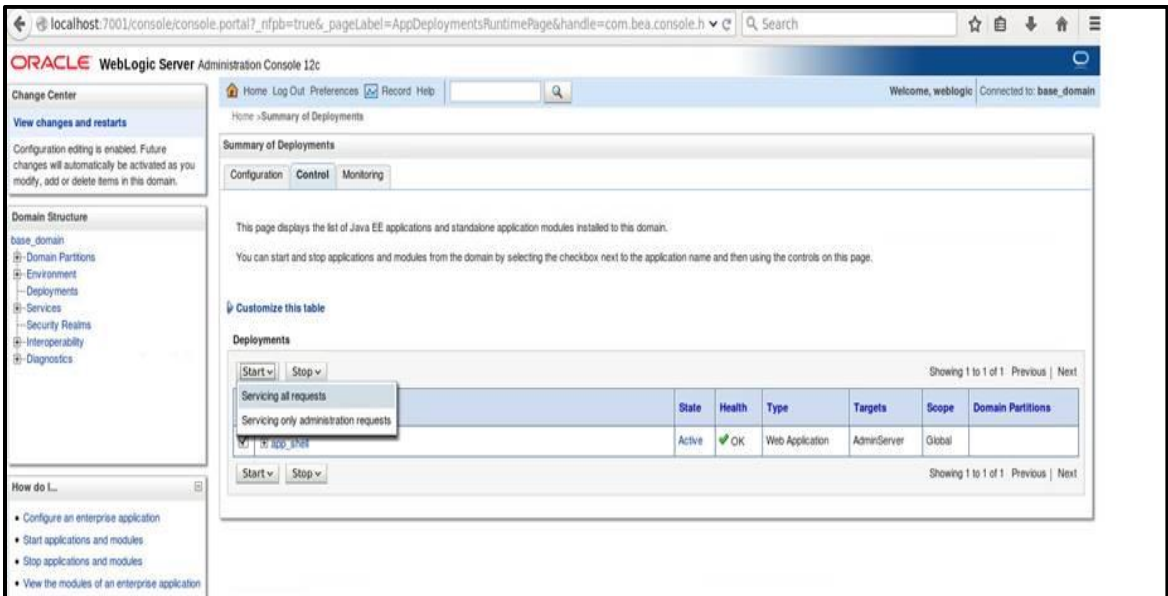 localhost:7001/console/console.portal?_nfpb=true&_pageLabel=AppDeploymentsRuntimePage&handle=com.bea.console.h
Search
ORACLE WebLogic Server Administration Console 12c
Change Center
View changes and restarts
Configuration editing is enabled. Future
changes will automatically be activated as you
modify, add or delete items in this domain.
Domain Structure
base_domain
Domain Partitions
Environment
Deployments
Services
Security Realms
Interoperability
Diagnostics
How do I...
Configure an enterprise application
Start applications and modules
Stop applications and modules
View the modules of an enterprise application
Home Log Out Preferences Record Help
Welcome, weblogic Connected to: base_domain
Home >Summary of Deployments
Summary of Deployments
Configuration Control Monitoring
This page displays the list of Java EE applications and standalone application modules installed to this domain.
You can start and stop applications and modules from the domain by selecting the checkbox next to the application name and then using the controls on this page.
Customize this table
Deployments
Start Stop
Showing 1 to 1 of 1 Previous | Next
Servicing all requests
Servicing only administration requests
State Health Type Targets Scope Domain Partitions
app_shell Active OK Web Application AdminServer Global
Start Stop
Showing 1 to 1 of 1 Previous | Next